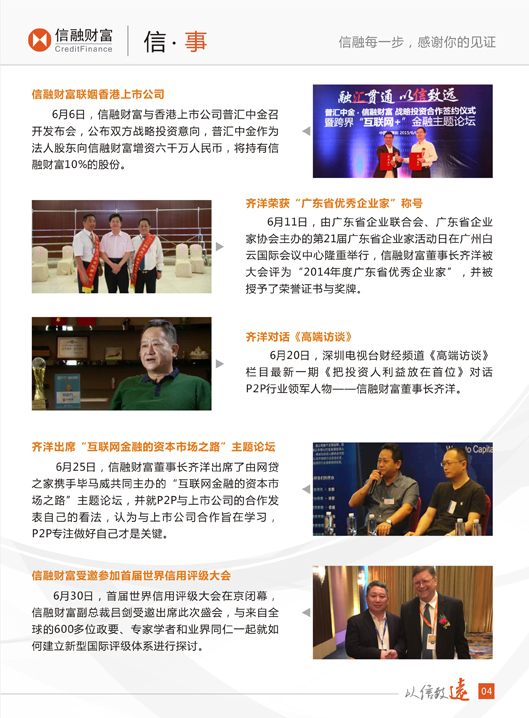 信融财富
CreditFinance
信·事
信融每一步，感谢你的见证
信融财富联姻香港上市公司
6月6日，信融财富与香港上市公司普汇中金召
开发布会，公布双方战略投资意向，普汇中金作为
法人股东向信融财富增资六千万人民币，将持有信
融财富10%的股份。
融汇贯通 以信致远
普汇中金·信融财富 战略投资合作签约仪式
暨跨界“互联网+”金融主题论坛
齐洋荣获“广东省优秀企业家”称号
6月11日，由广东省企业联合会、广东省企业
家协会主办的第21届广东省企业家活动日在广州白
云国际会议中心隆重举行，信融财富董事长齐洋被
大会评为“2014年度广东省优秀企业家”，并被
授予了荣誉证书与奖牌。
齐洋对话《高端访谈》
6月20日，深圳电视台财经频道《高端访谈》
栏目最新一期《把投资人利益放在首位》对话
P2P行业领军人物——信融财富董事长齐洋。
齐洋出席“互联网金融的资本市场之路”主题论坛
6月25日，信融财富董事长齐洋出席了由网贷
之家携手毕马威共同主办的“互联网金融的资本市
场之路”主题论坛，并就P2P与上市公司的合作发
表自己的看法，认为与上市公司合作旨在学习，
P2P专注做好自己才是关键。
to Capital
信融财富受邀参加首届世界信用评级大会
6月30日，首届世界信用评级大会在京闭幕，
信融财富副总裁吕剑受邀出席此次盛会，与来自全
球的600多位政要、专家学者和业界同仁一起就如
何建立新型国际评级体系进行探讨。
以信致遠
04